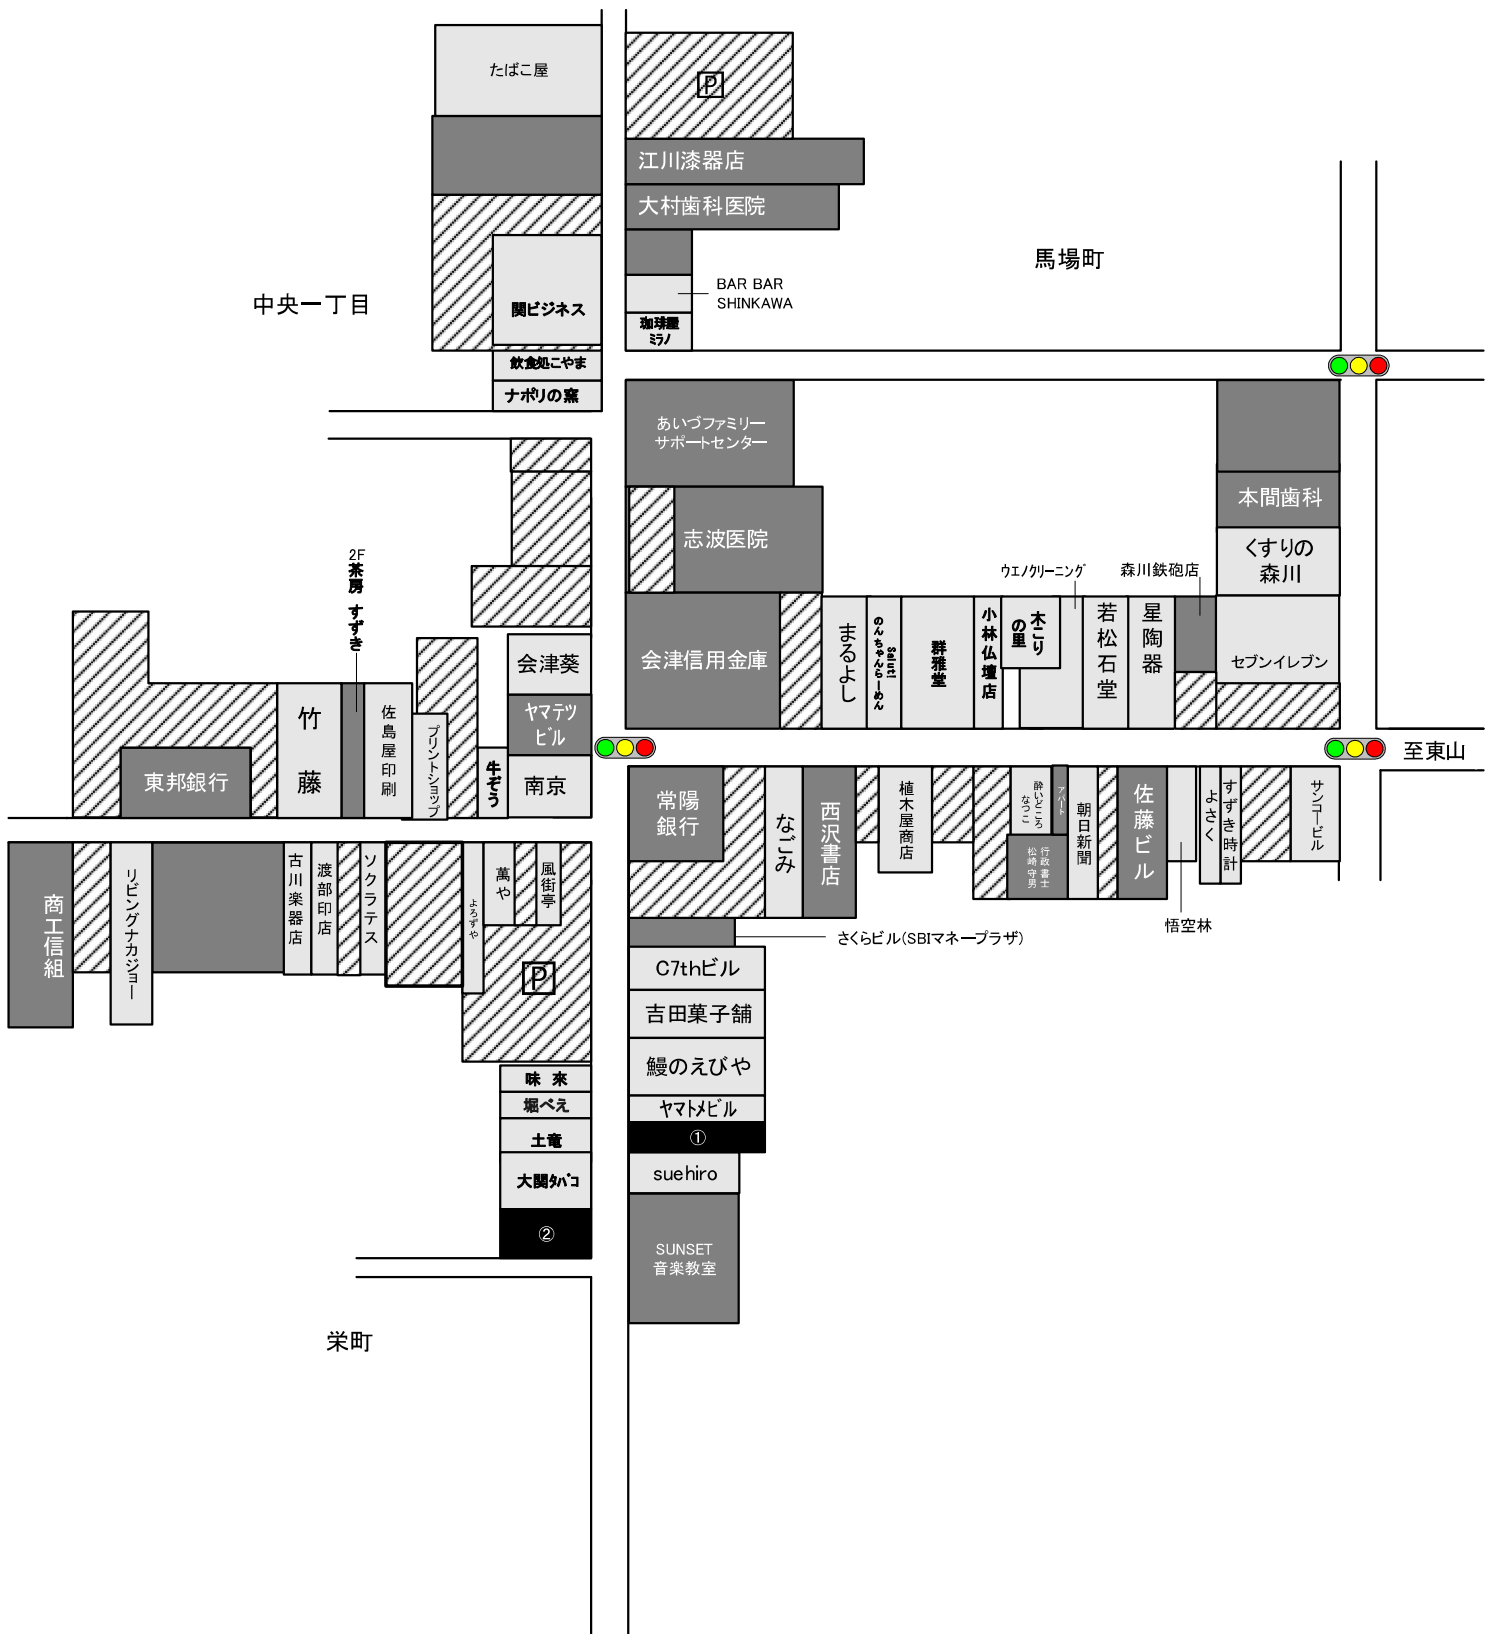 たばこ屋
P
江川漆器店
大村歯科医院
馬場町
BAR BAR
SHINKAWA
中央一丁目
関ビジネス
珈琲屋
ミラノ
飲食処こやま
ナポリの窯
あいづファミリー
サポートセンター
本間歯科
志波医院
くすりの
森川
2F
茶房 すずき
ウエノクリーニング
森川鉄砲店
会津葵
会津信用金庫
まるよし
Salut!
のんちゃんらーめん
群雅堂
小林仏壇店
木こり
の里
若松石堂
星陶器
セブンイレブン
竹藤
佐島屋印刷
プリントショップ
ヤマテツ
ビル
東邦銀行
牛ぞう
南京
至東山
常陽
銀行
なごみ
西沢書店
植木屋商店
酔いどころ
なつこ
アパート
行政書士
松崎守男
朝日新聞
佐藤ビル
よさく
すずき時計
サンコービル
悟空林
商工信組
リビングナカジョー
古川楽器店
渡部印店
ソクラテス
よろずや
萬や
風街亭
P
さくらビル(SBIマネープラザ)
C7thビル
吉田菓子舗
鰻のえびや
ヤマトメビル
①
味来
堀べえ
土竜
大関タバコ
②
suehiro
SUNSET
音楽教室
栄町